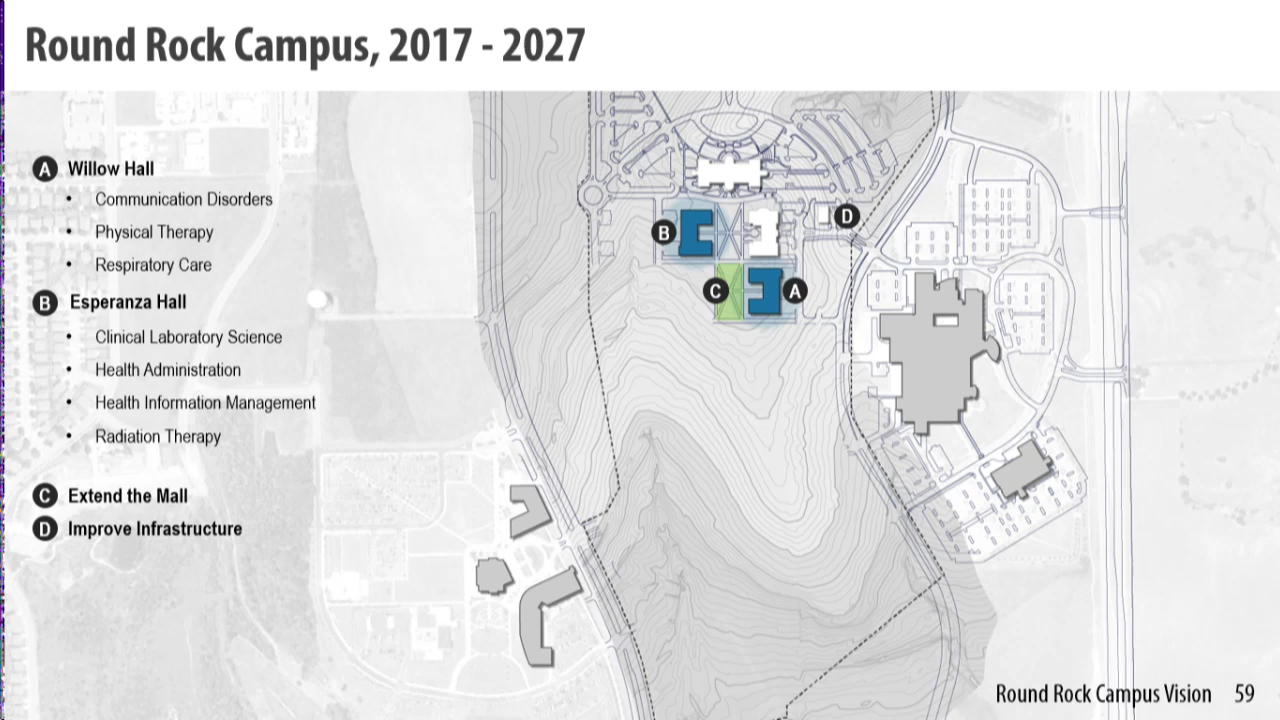 Round Rock Campus, 2017 - 2027
A Willow Hall
• Communication Disorders
• Physical Therapy
• Respiratory Care
B Esperanza Hall
• Clinical Laboratory Science
• Health Administration
• Health Information Management
• Radiation Therapy
C Extend the Mall
D Improve Infrastructure
B
D
C
A
Round Rock Campus Vision 59